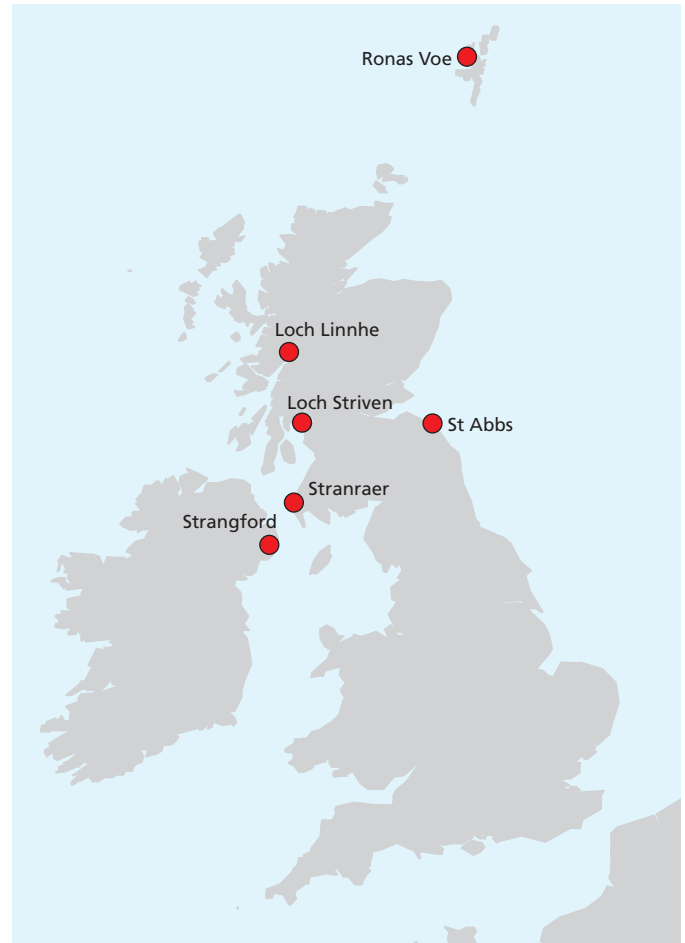 Ronas Voe
Loch Linnhe
Loch Striven
St Abbs
Stranraer
Strangford